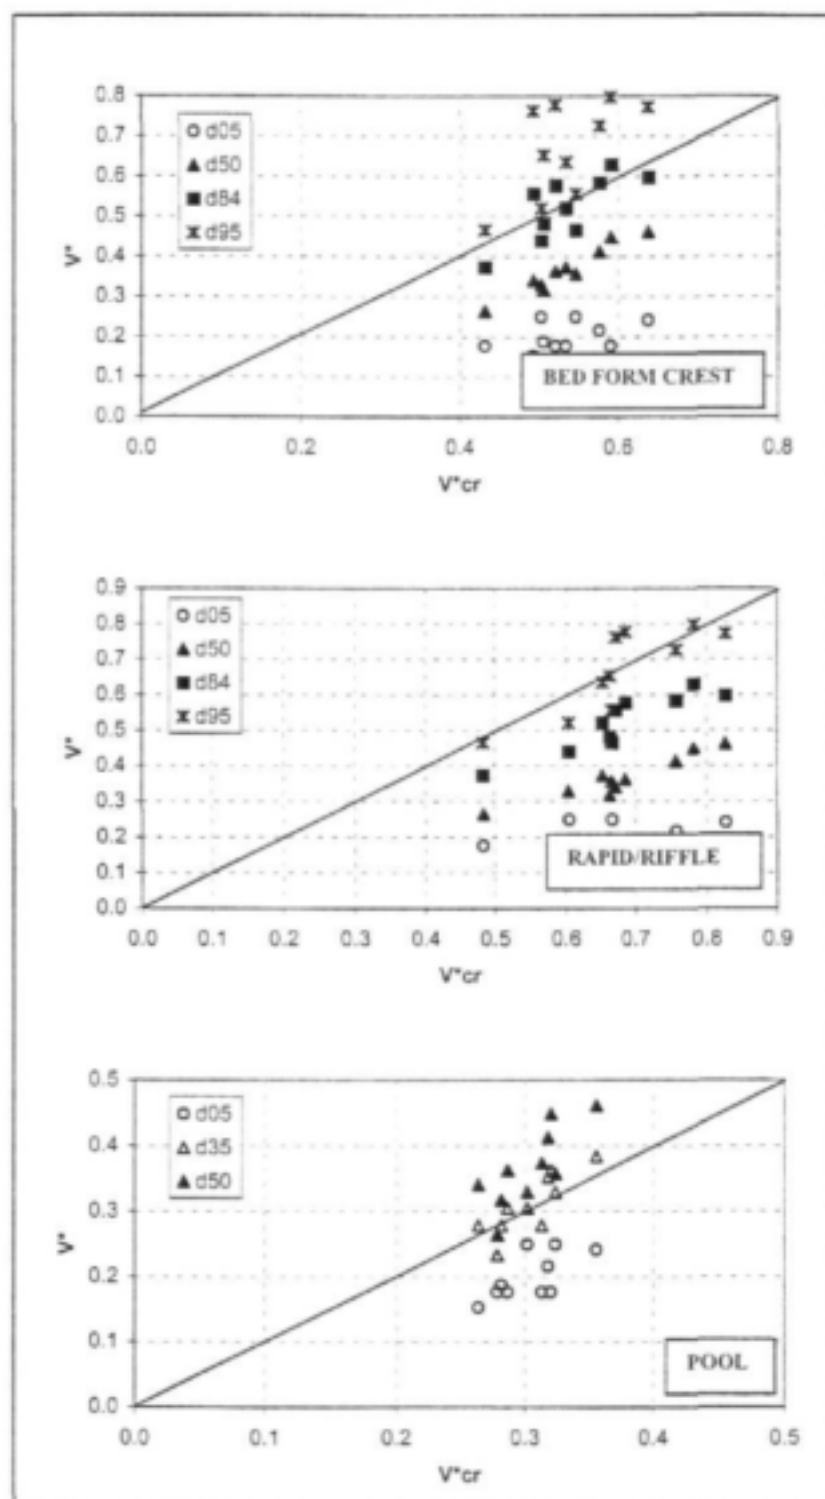 0.8
0.7
0.6
0.5
0.4
0.3
0.2
0.1
0.0
V*
d05
d50
d84
d95
BED FORM CREST
0.0 0.2 0.4 0.6 0.8
V*cr
0.9
0.8
0.7
0.6
0.5
0.4
0.3
0.2
0.1
0.0
V*
d05
d50
d84
d95
RAPID/RIFFLE
0.0 0.1 0.2 0.3 0.4 0.5 0.6 0.7 0.8 0.9
V*cr
0.5
0.4
0.3
0.2
0.1
0.0
V*
d05
d35
d50
POOL
0.0 0.1 0.2 0.3 0.4 0.5
V*cr